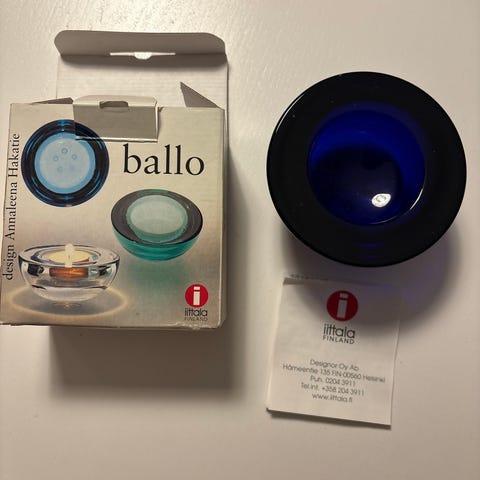 design Annaleena Hakatie
ballo
i
iittala
FINLAND
i
iittala
FINLAND
Designor Oy Ab
Hämeentie 135 FIN-00560 Helsinki
Puh. 0204 3911
Tel.int. +358 204 3911
www.iittala.fi